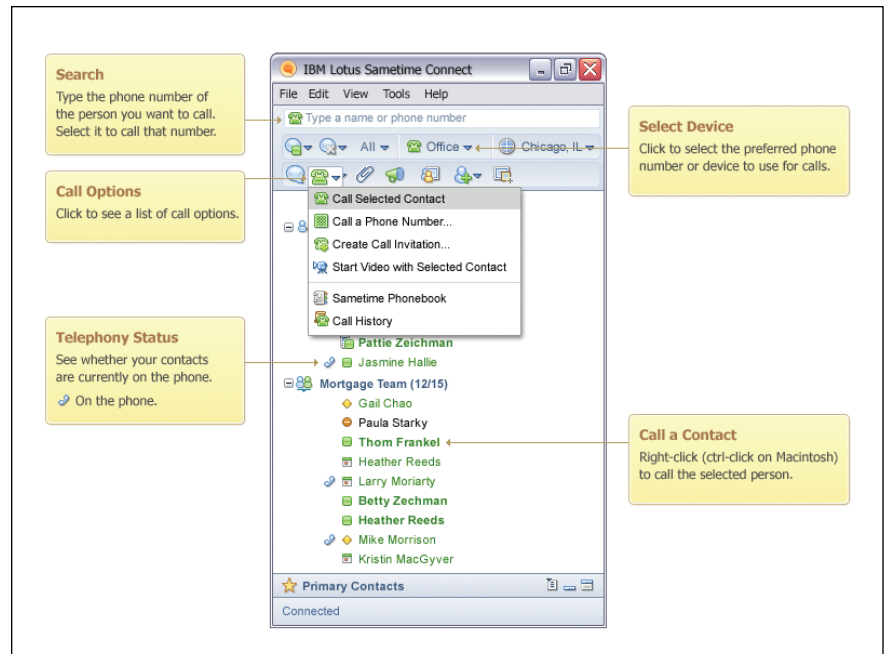 Search
Type the phone number of
the person you want to call.
Select it to call that number.
Call Options
Click to see a list of call options.
Telephony Status
See whether your contacts
are currently on the phone.
On the phone.
IBM Lotus Sametime Connect
File Edit View Tools Help
Type a name or phone number
All Office Chicago, IL
Call Selected Contact
Call a Phone Number...
Create Call Invitation...
Start Video with Selected Contact
Sametime Phonebook
Call History
Pattie Zeichman
Jasmine Hallie
Mortgage Team (12/15)
Gail Chao
Paula Starky
Thom Frankel
Heather Reeds
Larry Moriarty
Betty Zechman
Heather Reeds
Mike Morrison
Kristin MacGyver
Primary Contacts
Connected
Select Device
Click to select the preferred phone
number or device to use for calls.
Call a Contact
Right-click (ctrl-click on Macintosh)
to call the selected person.